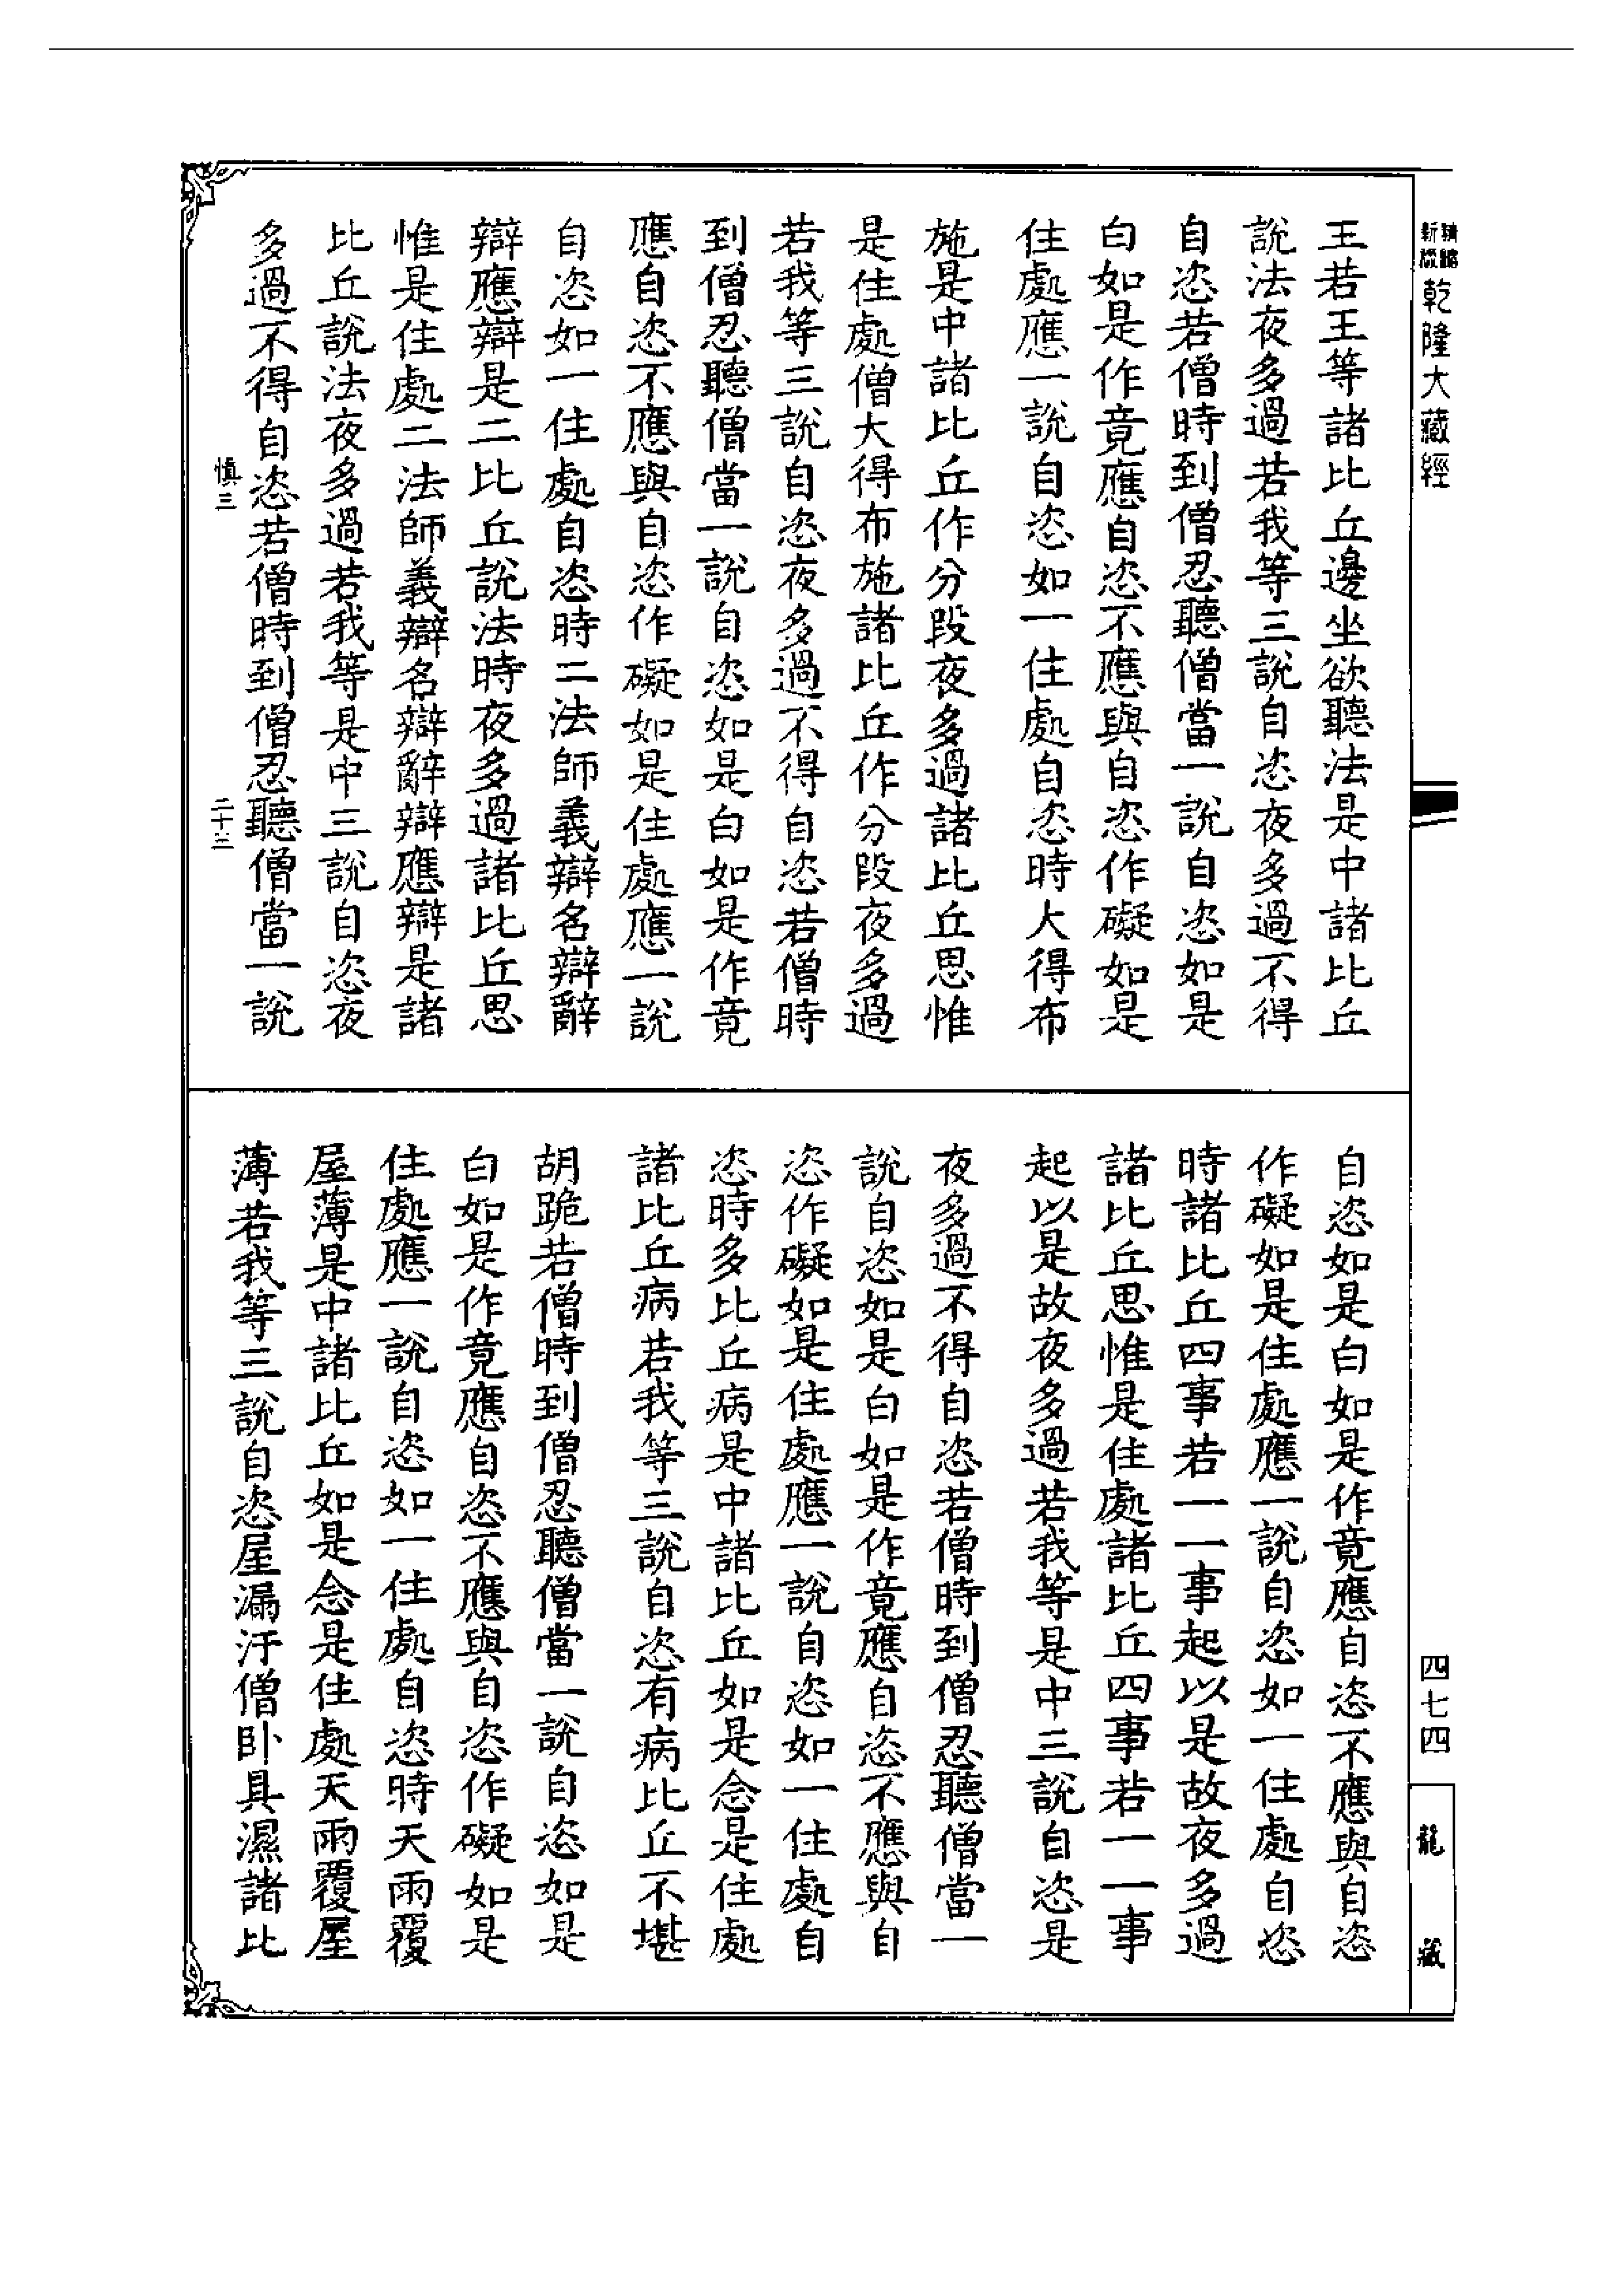 乾隆大藏經
王若王等諸比丘邊坐欲聽法是中諸比丘
說法夜多過若我等三說自恣夜多過不得
自恣若僧時到僧忍聽僧當一說自恣如是
白如是作竟應自恣不應與自恣作礙如是
住處應一說自恣如一住處自恣時大得布
施是中諸比丘作分段夜多過諸比丘思惟
是住處僧大得布施諸比丘作分段夜多過
若我等三說自恣夜多過不得自恣若僧時
到僧忍聽僧當一說自恣如是白如是作竟
應自恣不應與自恣作礙如是住處應一說
自恣如一住處自恣時二法師義辯名辯辭
辯應辯是二比丘說法時夜多過諸比丘思
惟是住處二法師義辯名辯辭辯應辯是諸
比丘說法夜多過若我等是中三說自恣夜
多過不得自恣若僧時到僧忍聽僧當一說
慎三
二十三
自恣如是白如是作竟應自恣不應與自恣
作礙如是住處應一說自恣如一住處自恣
時諸比丘四事若一一事起以是故夜多過
諸比丘思惟是住處諸比丘四事若一一事
起以是故夜多過若我等是中三說自恣是
夜多過不得自恣若僧時到僧忍聽僧當一
說自恣如是白如是作竟應自恣不應與自
恣作礙如是住處應一說自恣如一住處自
恣時多比丘病是中諸比丘如是念是住處
諸比丘病若我等三說自恣有病比丘不堪
胡跪若僧時到僧忍聽僧當一說自恣如是
白如是作竟應自恣不應與自恣作礙如是
住處應一說自恣如一住處自恣時天雨覆
屋薄是中諸比丘如是念是住處天雨覆屋
薄若我等三說自恣屋漏汙僧臥具濕諸比
四七四
龍藏